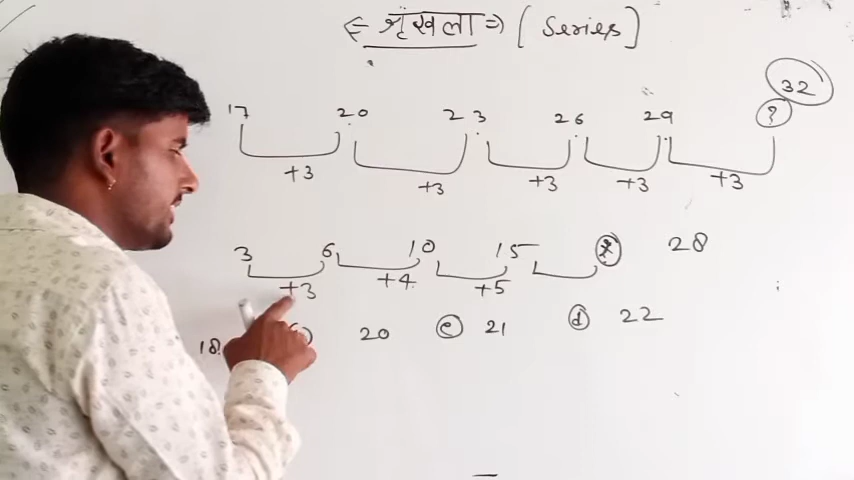 ⇐ शृंखला ⇒ [ Series ]
32
17 20 23 26 29 ?
+3 +3 +3 +3 +3
3 6 10 15 28
+3 +4 +5
18. 20 (c) 21 (d) 22